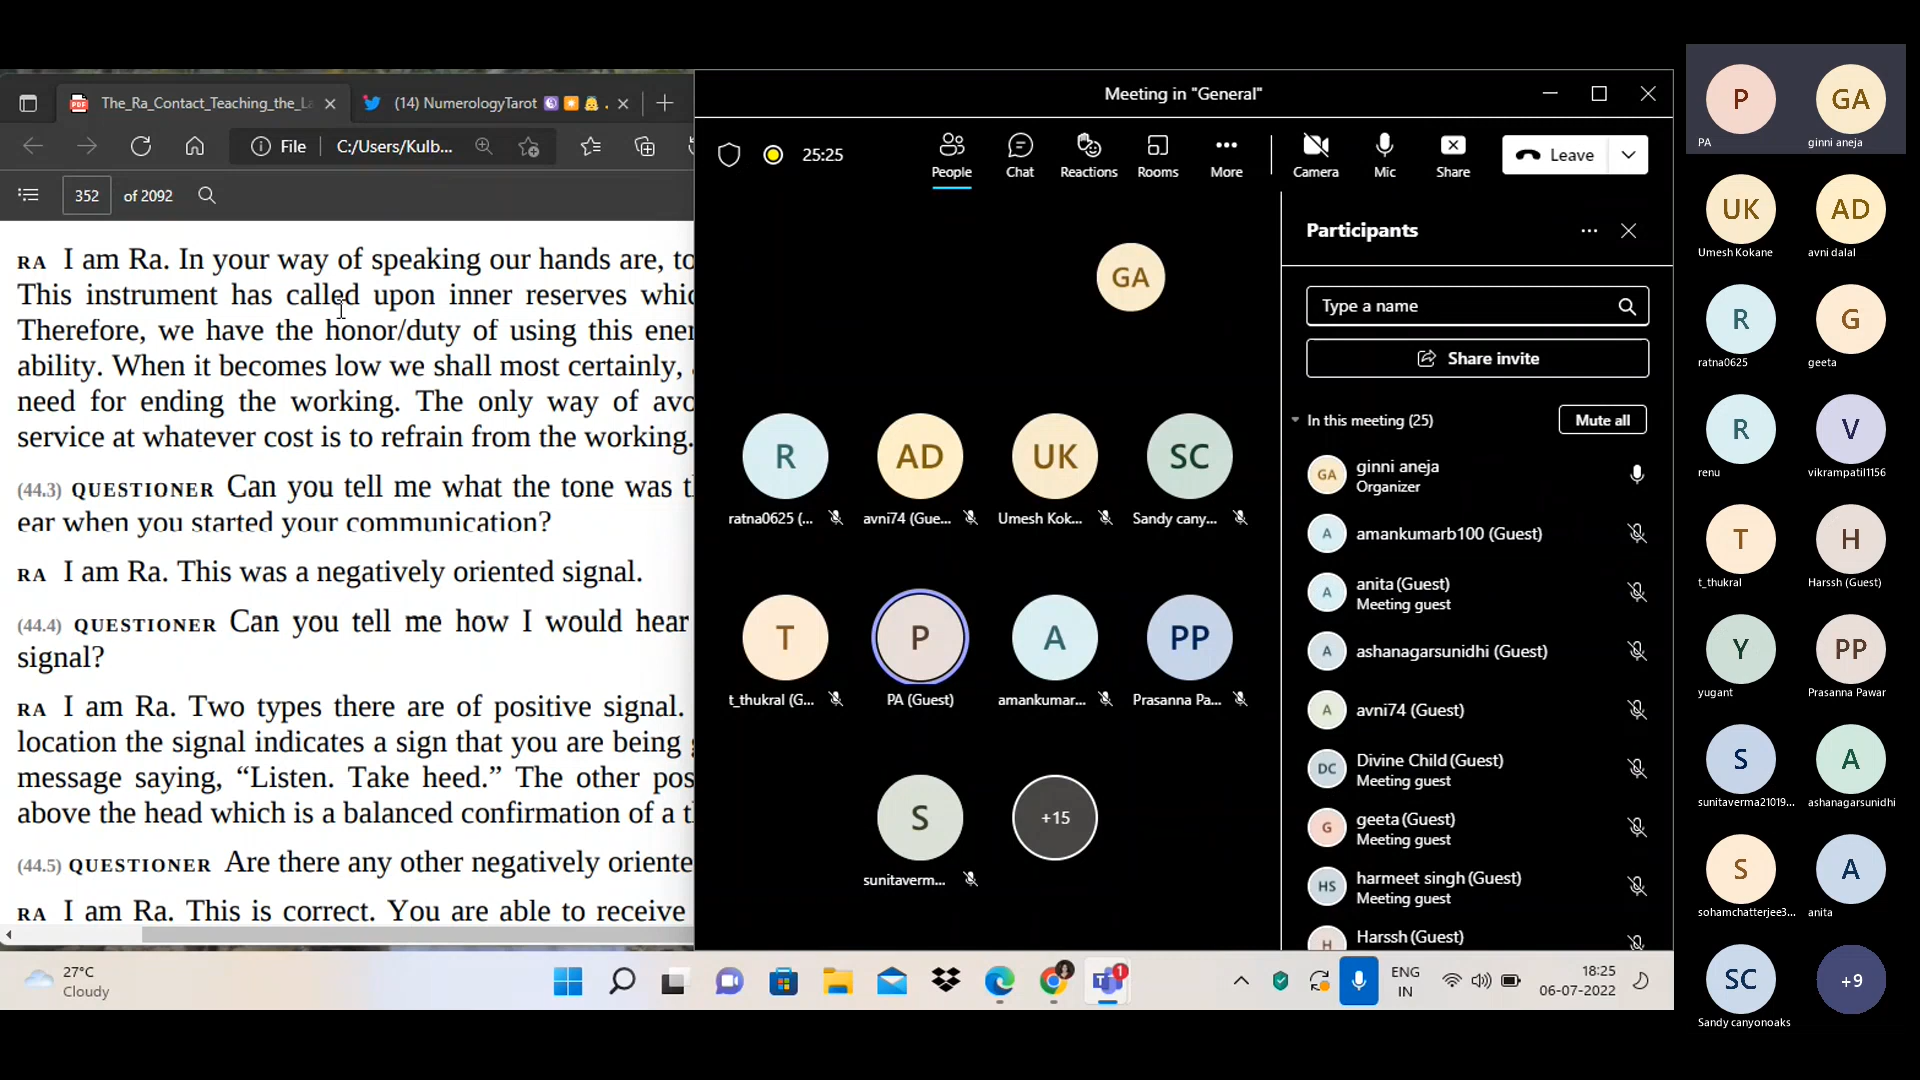 The_Ra_Contact_Teaching_the_La
(14) NumerologyTarot
File
C:/Users/Kulb...
352 of 2092
RA I am Ra. In your way of speaking our hands are, to
This instrument has called upon inner reserves whic
Therefore, we have the honor/duty of using this ener
ability. When it becomes low we shall most certainly,
need for ending the working. The only way of avo
service at whatever cost is to refrain from the working.
(44.3) QUESTIONER Can you tell me what the tone was t
ear when you started your communication?
RA I am Ra. This was a negatively oriented signal.
(44.4) QUESTIONER Can you tell me how I would hear
signal?
RA I am Ra. Two types there are of positive signal.
location the signal indicates a sign that you are being
message saying, “Listen. Take heed.” The other pos
above the head which is a balanced confirmation of a t
(44.5) QUESTIONER Are there any other negatively oriente
RA I am Ra. This is correct. You are able to receive
Meeting in "General"
25:25
People
Chat
Reactions
Rooms
More
Camera
Mic
Share
Leave
GA
R
AD
UK
SC
ratna0625 (...
avni74 (Gue...
Umesh Kok...
Sandy cany...
T
P
A
PP
t_thukral (G...
PA (Guest)
amankumar...
Prasanna Pa...
S
+15
sunitaverm...
Participants
Type a name
Share invite
In this meeting (25)
Mute all
GA
ginni aneja
Organizer
A
amankumarb100 (Guest)
A
anita (Guest)
Meeting guest
A
ashanagarsunidhi (Guest)
A
avni74 (Guest)
DC
Divine Child (Guest)
Meeting guest
G
geeta (Guest)
Meeting guest
HS
harmeet singh (Guest)
Meeting guest
H
Harssh (Guest)
P
GA
PA
ginni aneja
UK
AD
Umesh Kokane
avni dalal
R
G
ratna0625
geeta
R
V
renu
vikrampatil1156
T
H
t_thukral
Harssh (Guest)
Y
PP
yugant
Prasanna Pawar
S
A
sunitaverma21019...
ashanagarsunidhi
S
A
sohamchatterjee3...
anita
SC
+9
Sandy canyonoaks
27°C
Cloudy
1
ENG
IN
18:25
06-07-2022